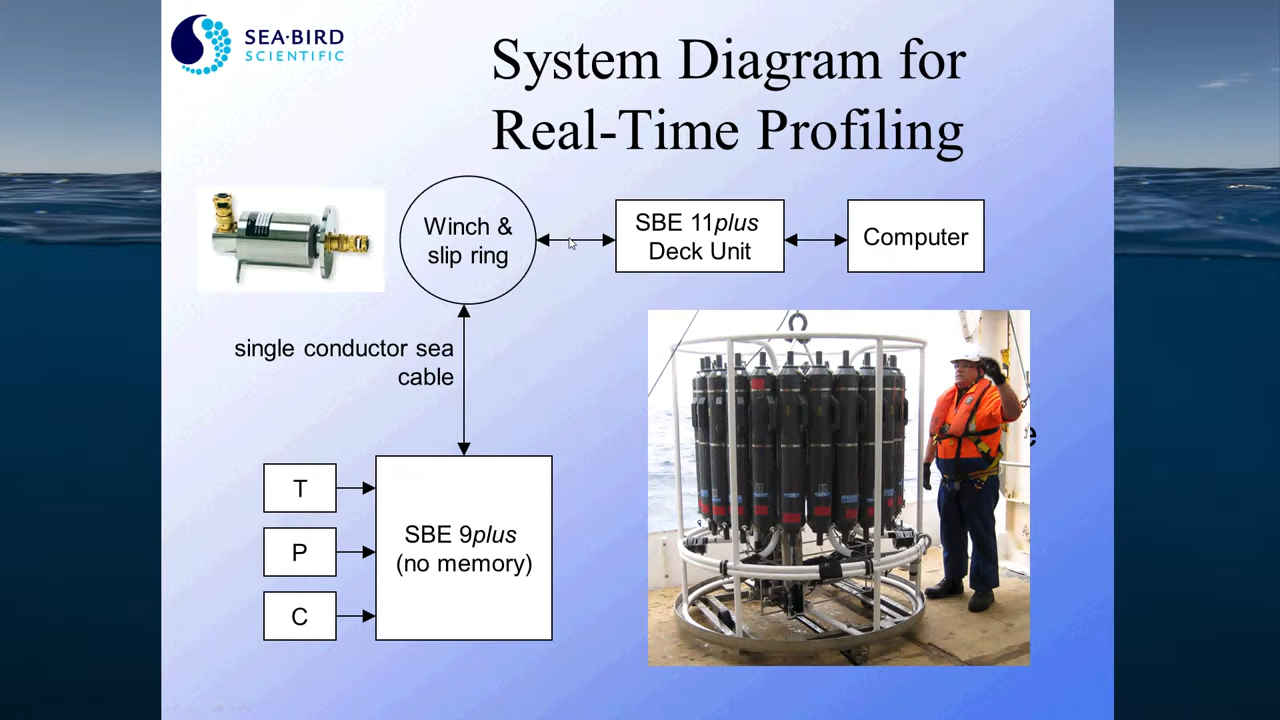 SEA·BIRD
SCIENTIFIC
System Diagram for
Real-Time Profiling
Winch &
slip ring
SBE 11plus
Deck Unit
Computer
single conductor sea
cable
T
P
C
SBE 9plus
(no memory)
e